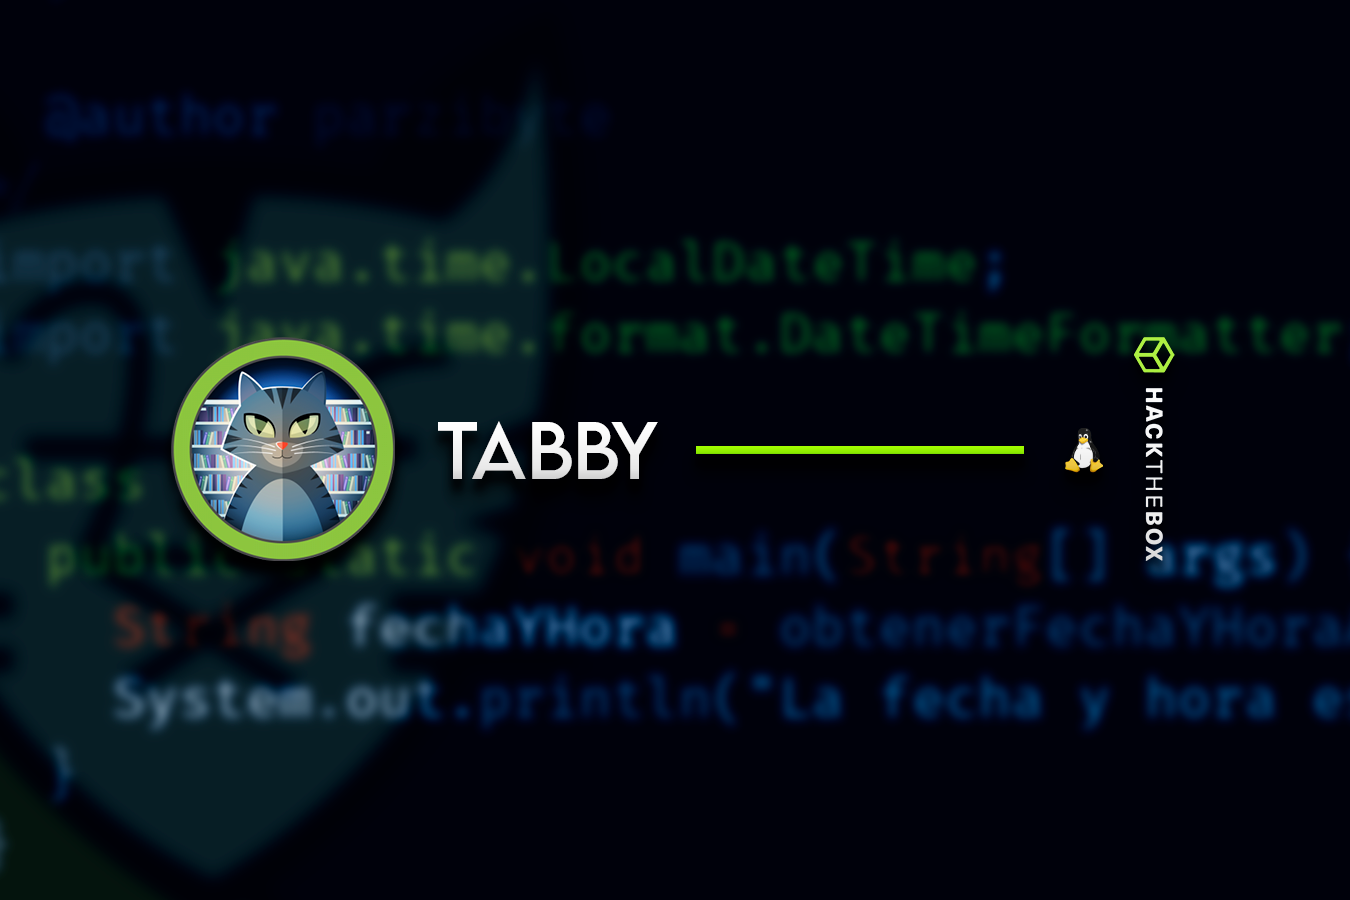 @author parzibyte
import java.time.LocalDateTime;
import java.time.format.DateTimeFormatter
TABBY
HACKTHEBOX
class
public static void main(String[] args)
String fechaYHora = obtenerFechaYHora
System.out.println("La fecha y hora e
}